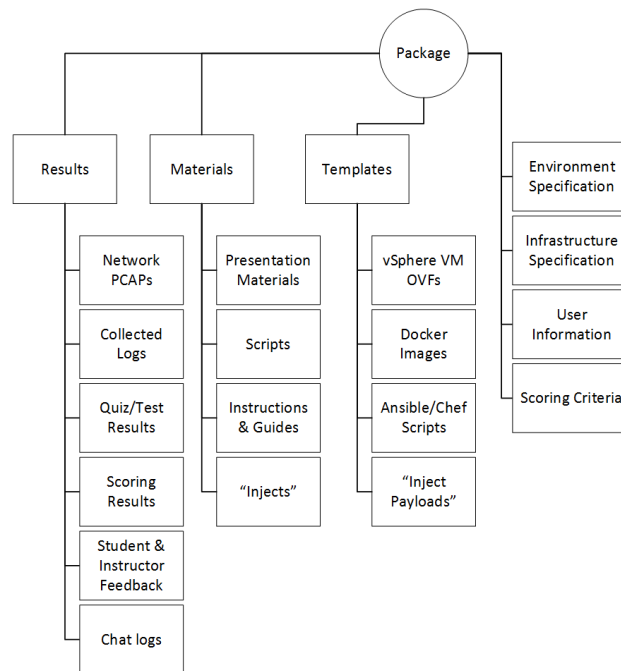 Package
Results
Materials
Templates
Environment
Specification
Infrastructure
Specification
User
Information
Scoring Criteria
Network
PCAPs
Collected
Logs
Quiz/Test
Results
Scoring
Results
Student &
Instructor
Feedback
Chat logs
Presentation
Materials
Scripts
Instructions
& Guides
“Injects”
vSphere VM
OVFs
Docker
Images
Ansible/Chef
Scripts
“Inject
Payloads”